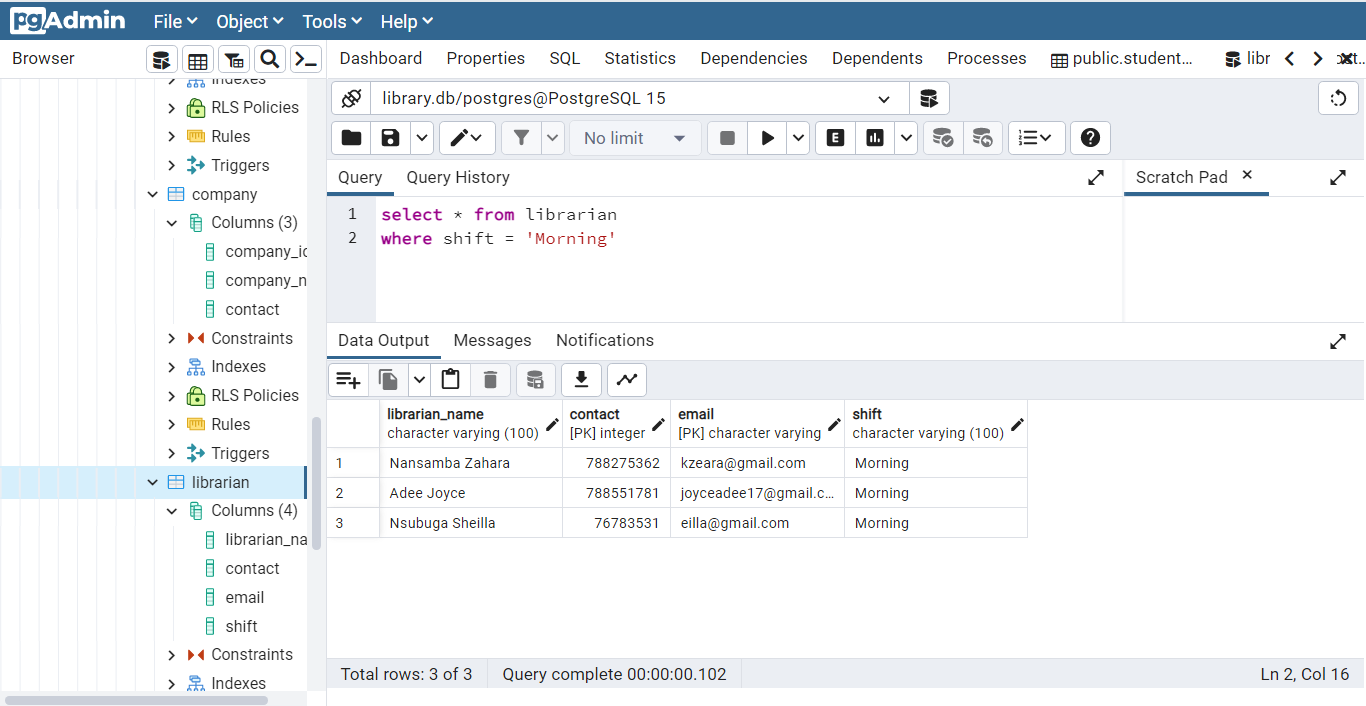 pgAdmin File Object Tools Help
Browser
Dashboard Properties SQL Statistics Dependencies Dependents Processes public.student... libr
library.db/postgres@PostgreSQL 15
No limit
E
Query Query History
Scratch Pad
1 select * from librarian
2 where shift = 'Morning'
Indexes
RLS Policies
Rules
Triggers
company
Columns (3)
company_ic
company_n
contact
Constraints
Indexes
RLS Policies
Rules
Triggers
librarian
Columns (4)
librarian_na
contact
email
shift
Constraints
Indexes
Data Output Messages Notifications
librarian_name contact email shift
character varying (100) [PK] integer [PK] character varying character varying (100)
1 Nansamba Zahara 788275362 kzeara@gmail.com Morning
2 Adee Joyce 788551781 joyceadee17@gmail.c... Morning
3 Nsubuga Sheilla 76783531 eilla@gmail.com Morning
Total rows: 3 of 3 Query complete 00:00:00.102 Ln 2, Col 16